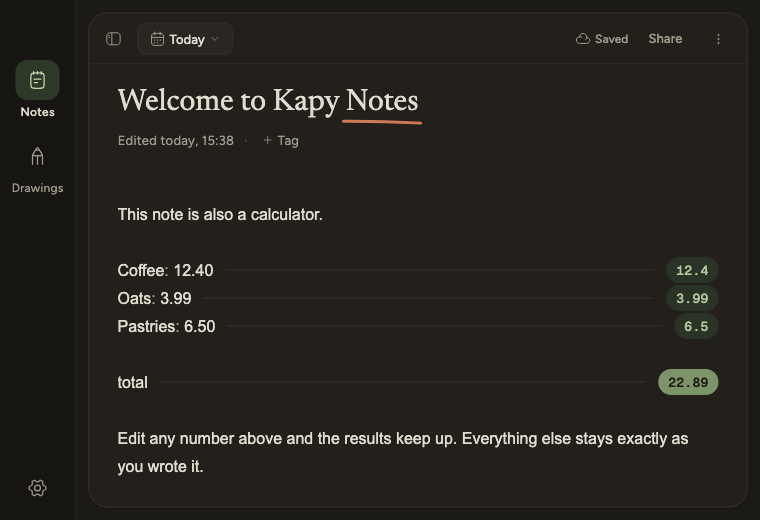 Today
Saved
Share
Notes
Drawings
Welcome to Kapy Notes
Edited today, 15:38 · + Tag
This note is also a calculator.
Coffee: 12.40 12.4
Oats: 3.99 3.99
Pastries: 6.50 6.5
total 22.89
Edit any number above and the results keep up. Everything else stays exactly as
you wrote it.